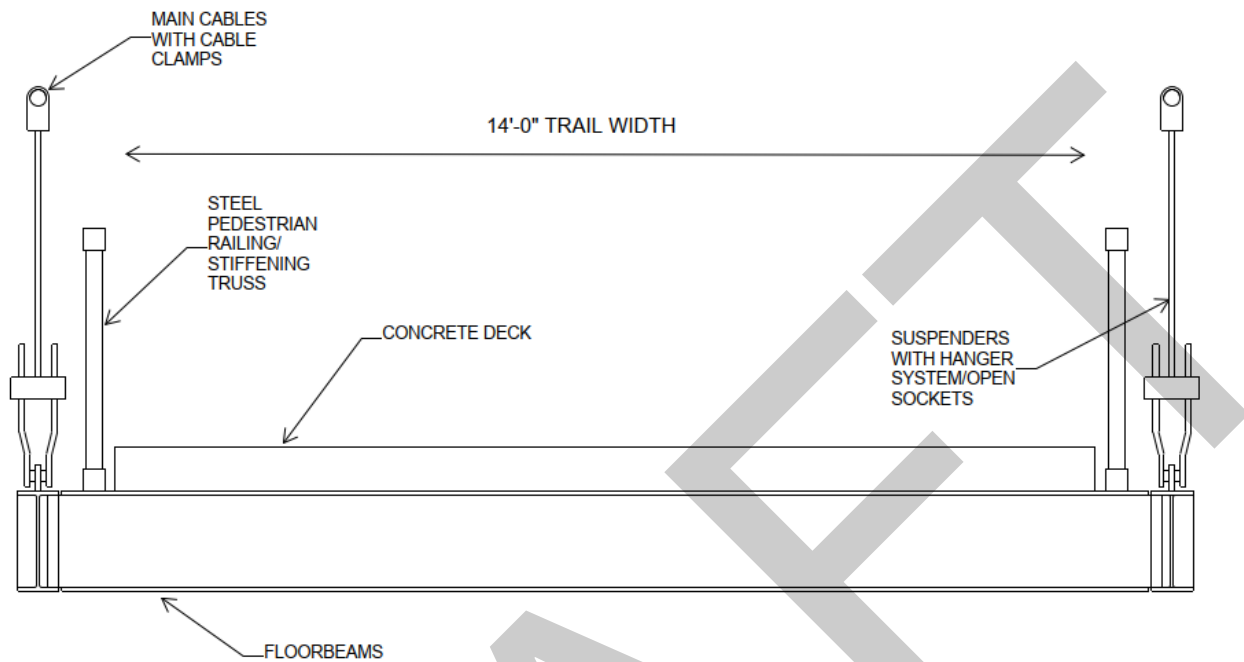 MAIN CABLES
WITH CABLE
CLAMPS
14'-0" TRAIL WIDTH
STEEL
PEDESTRIAN
RAILING/
STIFFENING
TRUSS
CONCRETE DECK
SUSPENDERS
WITH HANGER
SYSTEM/OPEN
SOCKETS
FLOORBEAMS